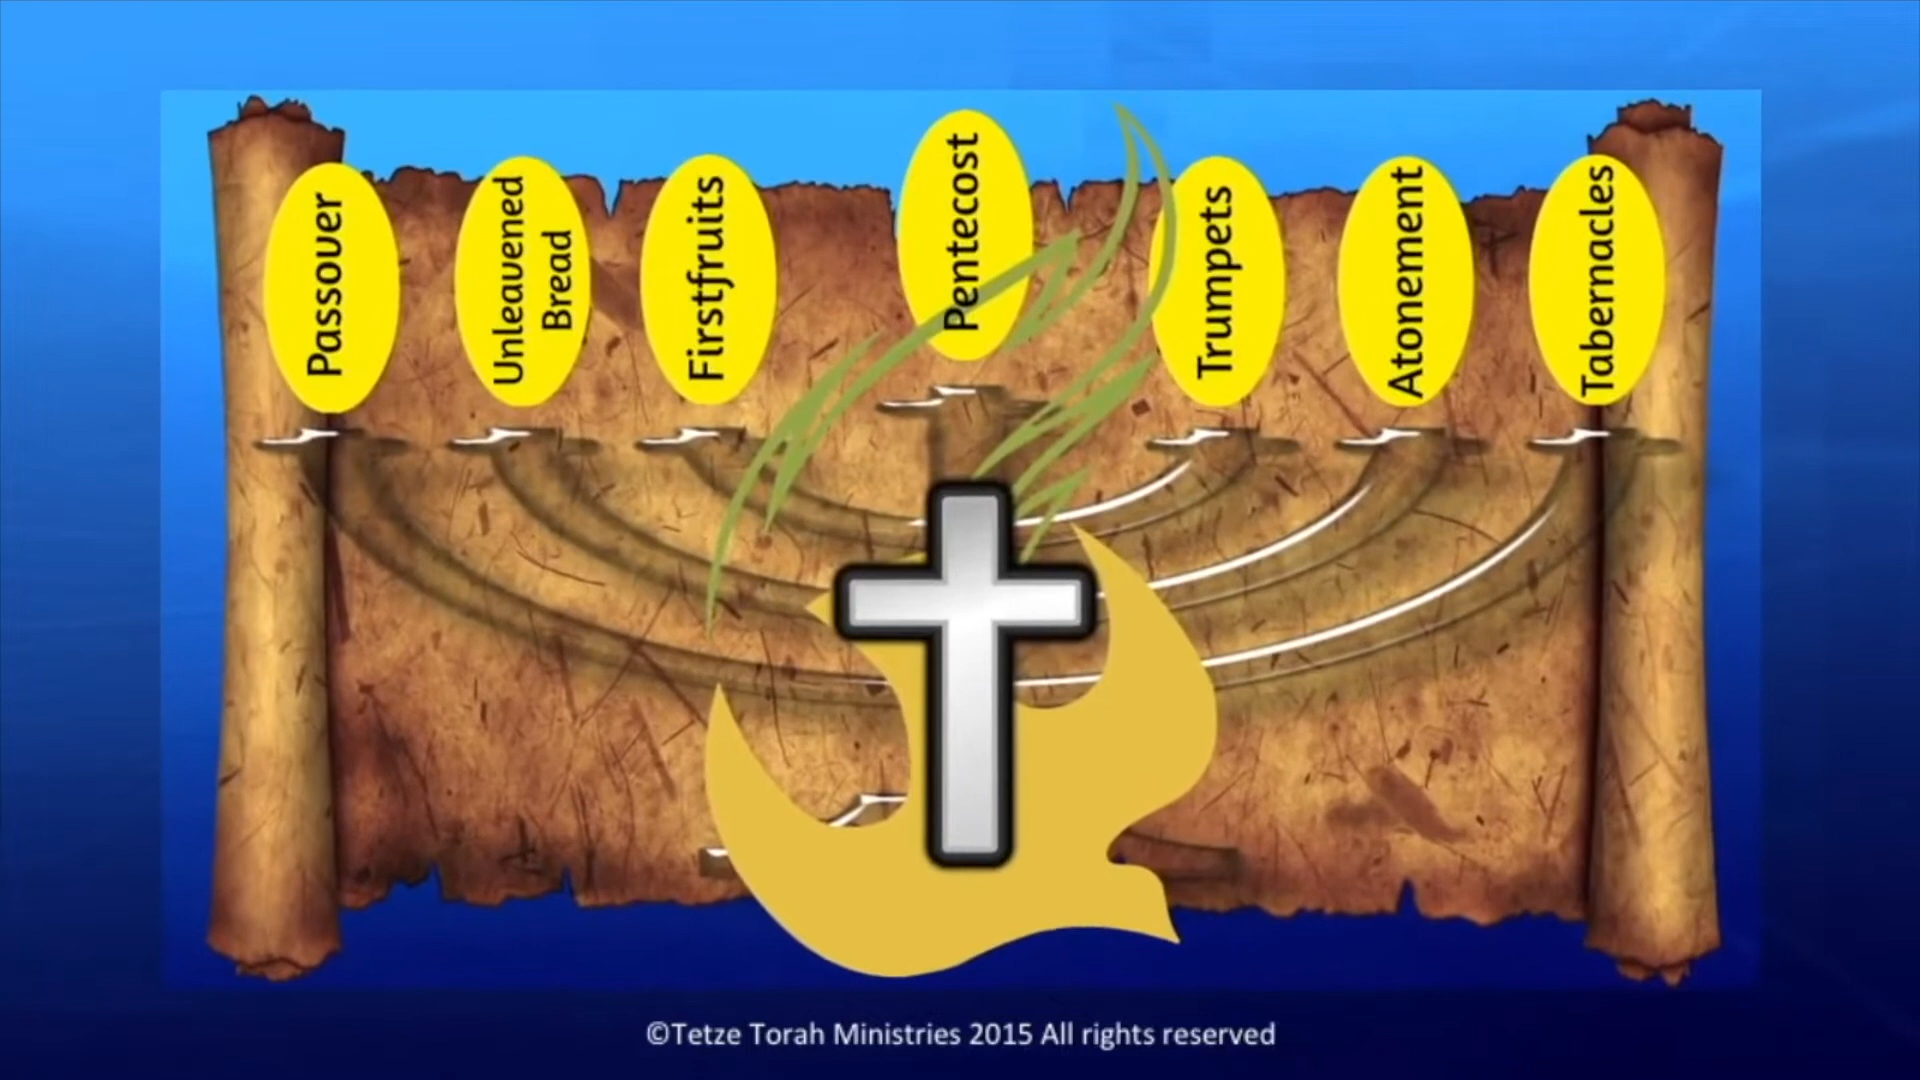 Passover
Unleavened
Bread
Firstfruits
Pentecost
Trumpets
Atonement
Tabernacles
©Tetze Torah Ministries 2015 All rights reserved